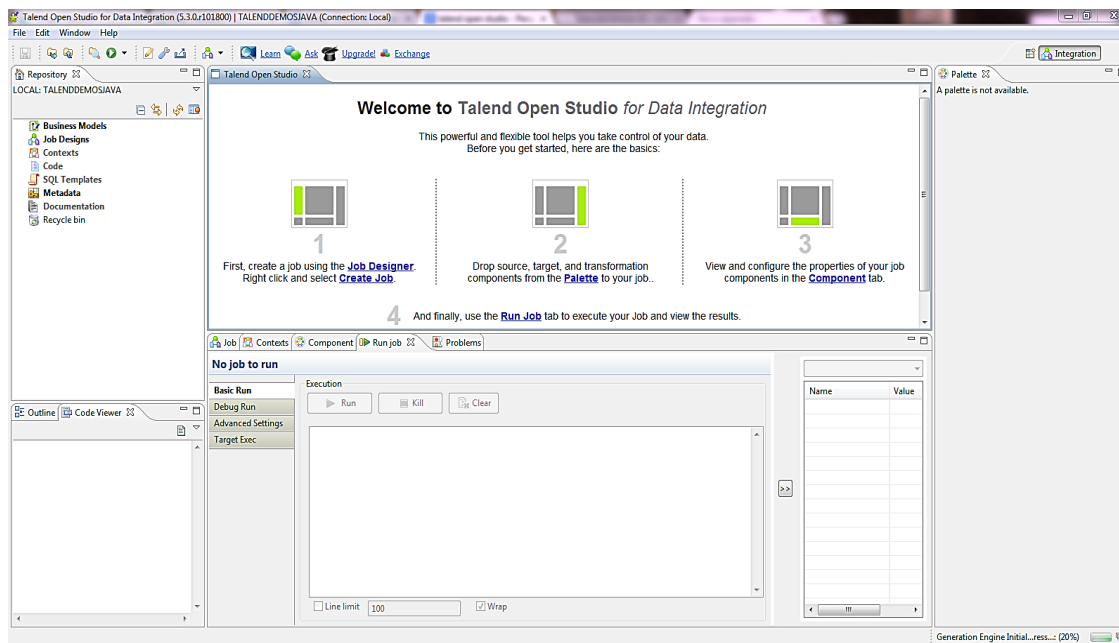 Talend Open Studio for Data Integration (5.3.0.r101800) | TALENDDEMOSJAVA (Connection: Local)
File Edit Window Help
Learn Ask Upgrade! Exchange
Integration
Repository
LOCAL: TALENDDEMOSJAVA
Business Models
Job Designs
Contexts
Code
SQL Templates
Metadata
Documentation
Recycle bin
Talend Open Studio
Welcome to Talend Open Studio for Data Integration
This powerful and flexible tool helps you take control of your data.
Before you get started, here are the basics:
1
First, create a job using the Job Designer.
Right click and select Create Job.
2
Drop source, target, and transformation
components from the Palette to your job..
3
View and configure the properties of your job
components in the Component tab.
4 And finally, use the Run Job tab to execute your Job and view the results.
Palette
A palette is not available.
Job Contexts Component Run job Problems
No job to run
Basic Run
Debug Run
Advanced Settings
Target Exec
Execution
Run Kill Clear
Line limit 100 Wrap
>>
Name Value
Outline Code Viewer
Generation Engine Initial...ress...: (20%)